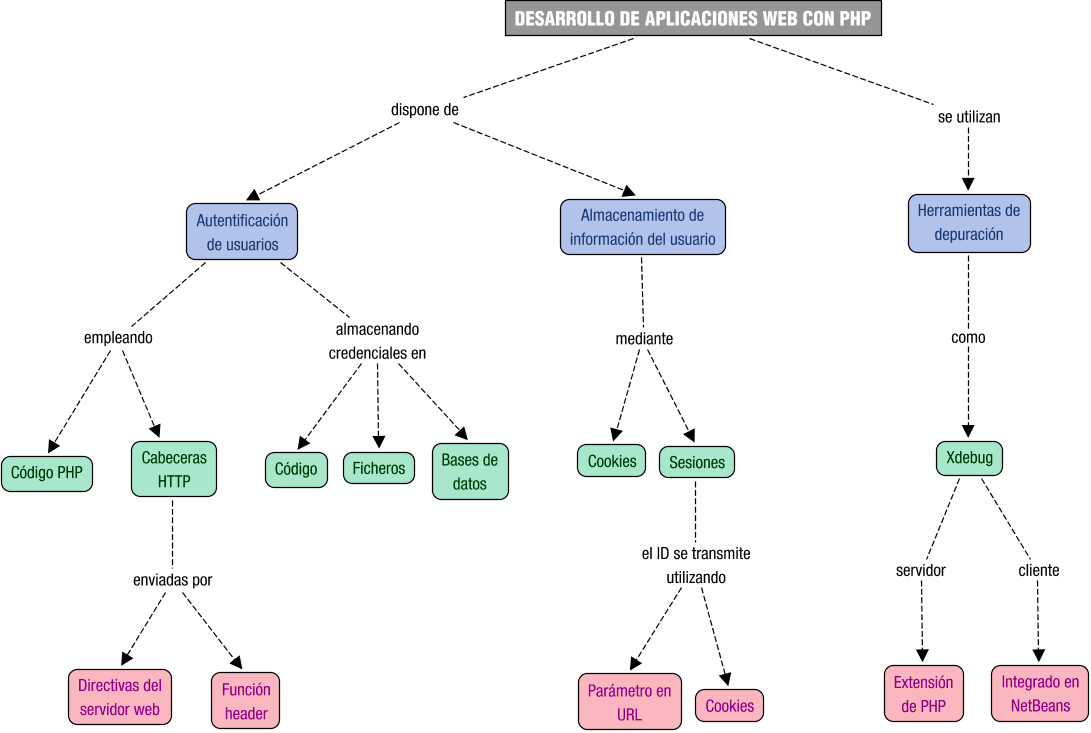 DESARROLLO DE APLICACIONES WEB CON PHP
dispone de
se utilizan
Autentificación
de usuarios
Almacenamiento de
información del usuario
Herramientas de
depuración
empleando
almacenando
credenciales en
mediante
como
Código PHP
Cabeceras
HTTP
Código
Ficheros
Bases de
datos
Cookies
Sesiones
Xdebug
enviadas por
el ID se transmite
utilizando
servidor
cliente
Directivas del
servidor web
Función
header
Parámetro en
URL
Cookies
Extensión
de PHP
Integrado en
NetBeans